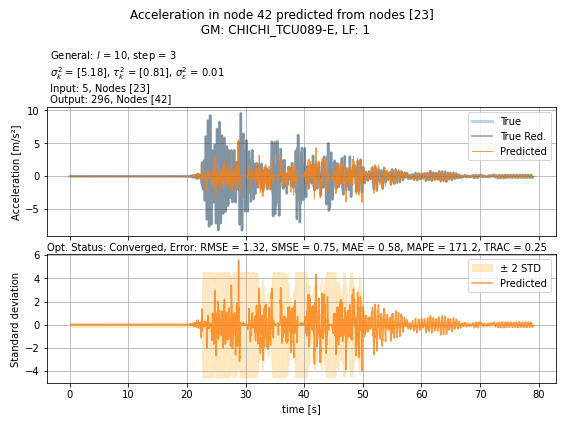 Acceleration in node 42 predicted from nodes [23]
GM: CHICHI_TCU089-E, LF: 1
General: l = 10, step = 3
σ²ₖ = [5.18], τ²ₖ = [0.81], σ²ε = 0.01
Input: 5, Nodes [23]
Output: 296, Nodes [42]
10
5
0
−5
Acceleration [m/s²]
True
True Red.
Predicted
Opt. Status: Converged, Error: RMSE = 1.32, SMSE = 0.75, MAE = 0.58, MAPE = 171.2, TRAC = 0.25
6
4
2
0
−2
−4
Standard deviation
± 2 STD
Predicted
0 10 20 30 40 50 60 70 80
time [s]